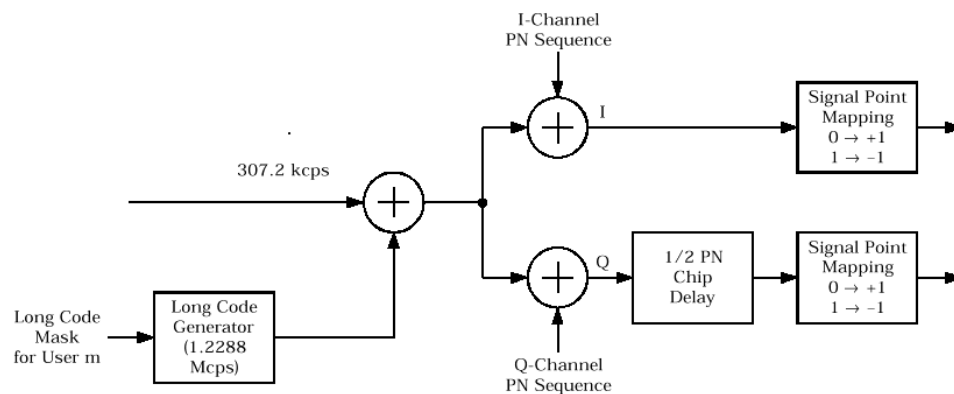 I-Channel
PN Sequence
I
Signal Point
Mapping
0 → +1
1 → –1
307.2 kcps
Q
1/2 PN
Chip
Delay
Signal Point
Mapping
0 → +1
1 → –1
Long Code
Mask
for User m
Long Code
Generator
(1.2288
Mcps)
Q-Channel
PN Sequence